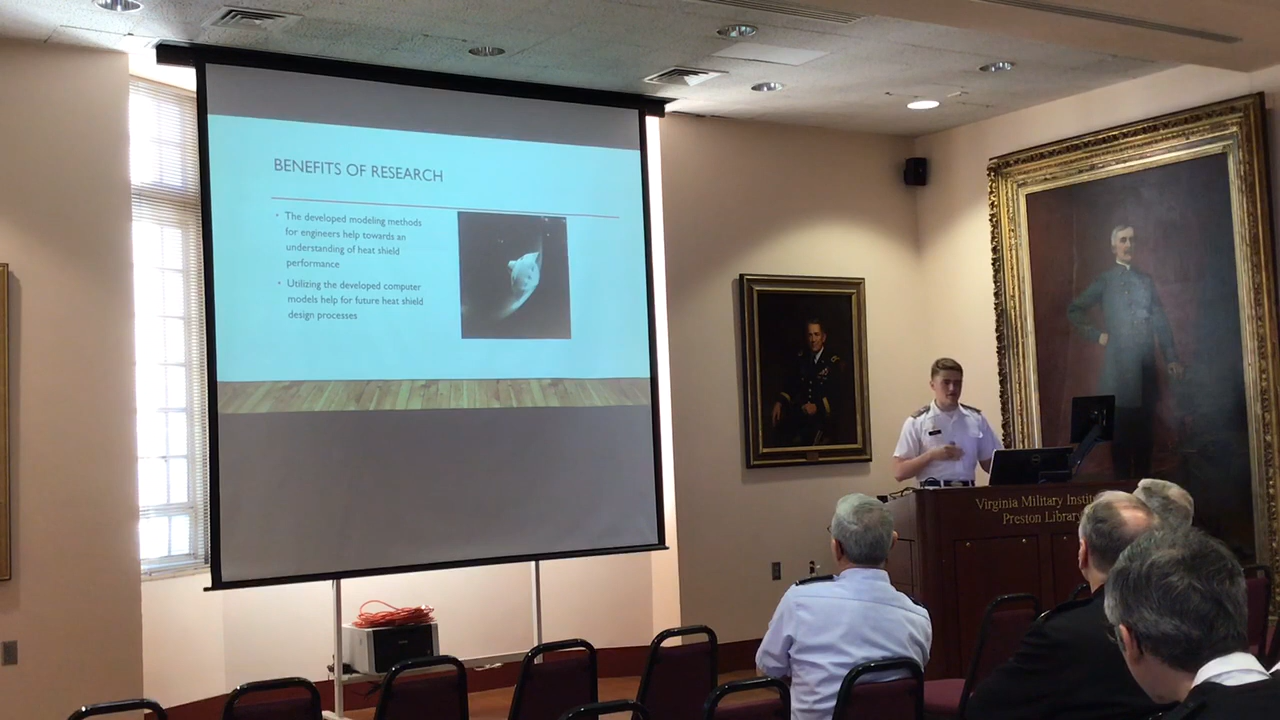 BENEFITS OF RESEARCH
• The developed modeling methods
for engineers help towards an
understanding of heat shield
performance
• Utilizing the developed computer
models help for future heat shield
design processes
Virginia Military Institu
Preston Library